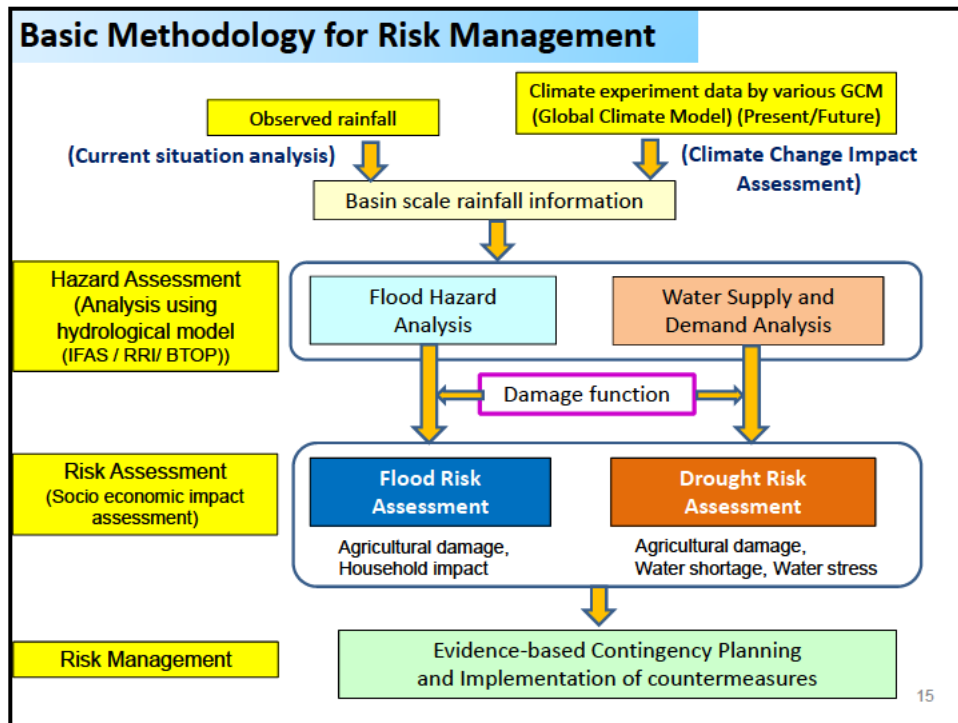 Basic Methodology for Risk Management
Observed rainfall
Climate experiment data by various GCM
(Global Climate Model) (Present/Future)
(Current situation analysis)
(Climate Change Impact
Assessment)
Basin scale rainfall information
Hazard Assessment
(Analysis using
hydrological model
(IFAS / RRI/ BTOP))
Flood Hazard
Analysis
Water Supply and
Demand Analysis
Damage function
Risk Assessment
(Socio economic impact
assessment)
Flood Risk
Assessment
Drought Risk
Assessment
Agricultural damage,
Household impact
Agricultural damage,
Water shortage, Water stress
Risk Management
Evidence-based Contingency Planning
and Implementation of countermeasures
15